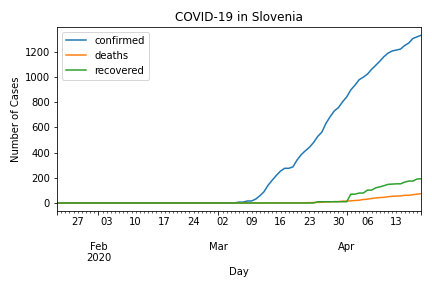 COVID-19 in Slovenia
confirmed
deaths
recovered
Number of Cases
1200
1000
800
600
400
200
0
27 03 10 17 24 02 09 16 23 30 06 13
Feb Mar Apr
2020
Day